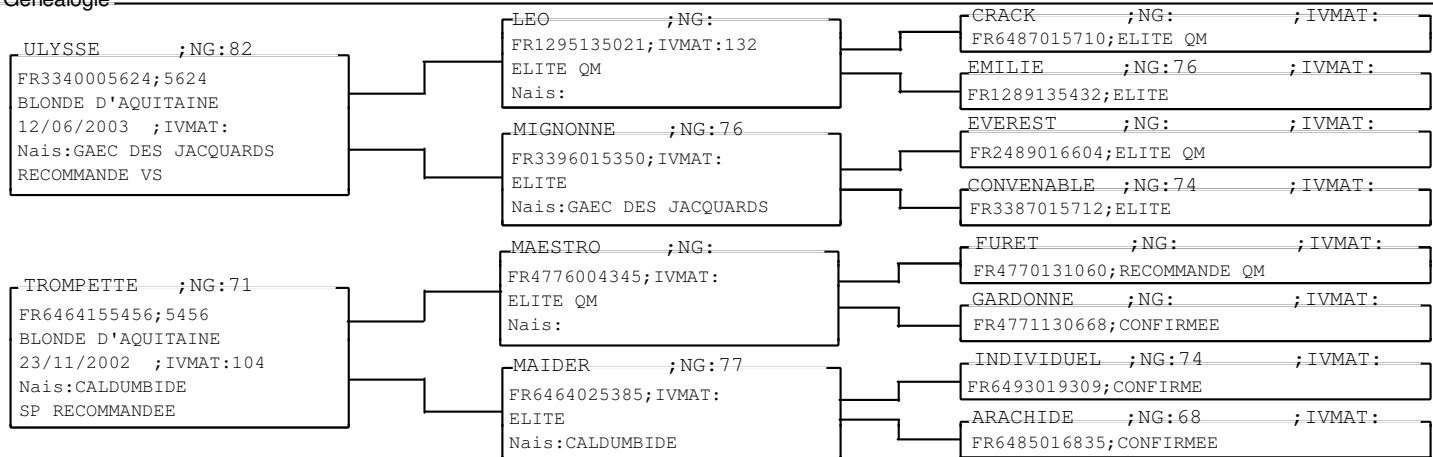 Généalogie
ULYSSE ;NG:82
FR3340005624;5624
BLONDE D'AQUITAINE
12/06/2003 ;IVMAT:
Nais:GAEC DES JACQUARDS
RECOMMANDE VS
TROMPETTE ;NG:71
FR6464155456;5456
BLONDE D'AQUITAINE
23/11/2002 ;IVMAT:104
Nais:CALDUMBIDE
SP RECOMMANDEE
LEO ;NG:
FR1295135021;IVMAT:132
ELITE QM
Nais:
MIGNONNE ;NG:76
FR3396015350;IVMAT:
ELITE
Nais:GAEC DES JACQUARDS
MAESTRO ;NG:
FR4776004345;IVMAT:
ELITE QM
Nais:
MAIDER ;NG:77
FR6464025385;IVMAT:
ELITE
Nais:CALDUMBIDE
CRACK ;NG: ;IVMAT:
FR6487015710;ELITE QM
EMILIE ;NG:76 ;IVMAT:
FR1289135432;ELITE
EVEREST ;NG: ;IVMAT:
FR2489016604;ELITE QM
CONVENABLE ;NG:74 ;IVMAT:
FR3387015712;ELITE
FURET ;NG: ;IVMAT:
FR4770131060;RECOMMANDE QM
GARDONNE ;NG: ;IVMAT:
FR4771130668;CONFIRMEE
INDIVIDUEL ;NG:74 ;IVMAT:
FR6493019309;CONFIRME
ARACHIDE ;NG:68 ;IVMAT:
FR6485016835;CONFIRMEE